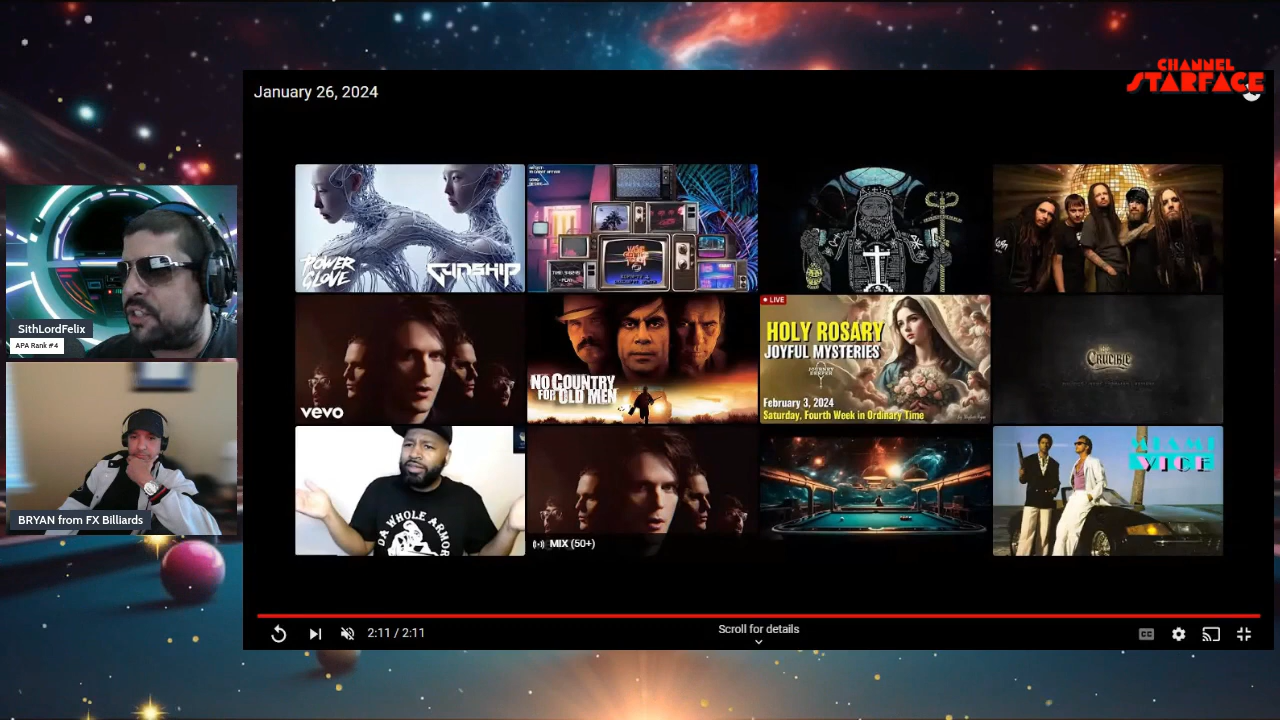 CHANNEL
STARFACE
January 26, 2024
POWER
GLOVE
GUNSHIP
vevo
NO COUNTRY
FOR OLD MEN
LIVE
HOLY ROSARY
JOYFUL MYSTERIES
February 3, 2024
Saturday, Fourth Week in Ordinary Time
CRUCIBLE
MIAMI
VICE
DA WHOLE ARMOR
MIX (50+)
SithLordFelix
APA Rank #4
BRYAN from FX Billiards
2:11 / 2:11
Scroll for details
CC